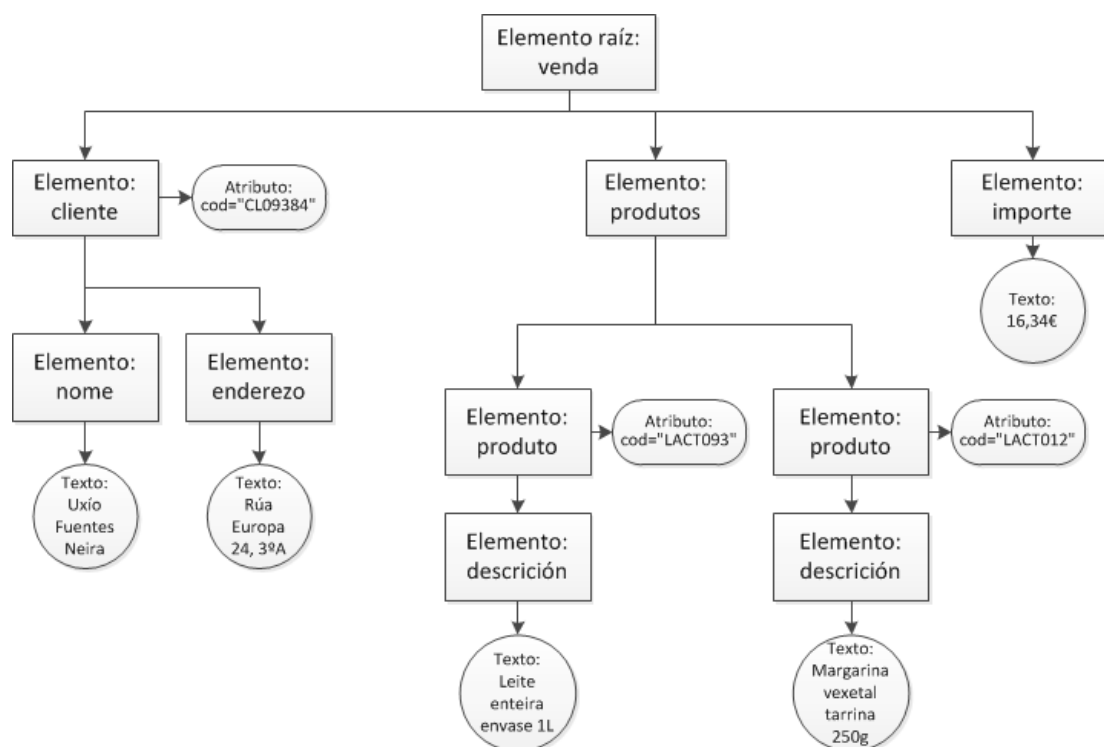 Elemento raíz:
venda
Elemento:
cliente
Atributo:
cod="CL09384"
Elemento:
produtos
Elemento:
importe
Texto:
16,34€
Elemento:
nome
Elemento:
enderezo
Elemento:
produto
Atributo:
cod="LACT093"
Elemento:
produto
Atributo:
cod="LACT012"
Texto:
Uxío
Fuentes
Neira
Texto:
Rúa
Europa
24, 3ºA
Elemento:
descrición
Elemento:
descrición
Texto:
Leite
enteira
envase 1L
Texto:
Margarina
vexetal
tarrina
250g